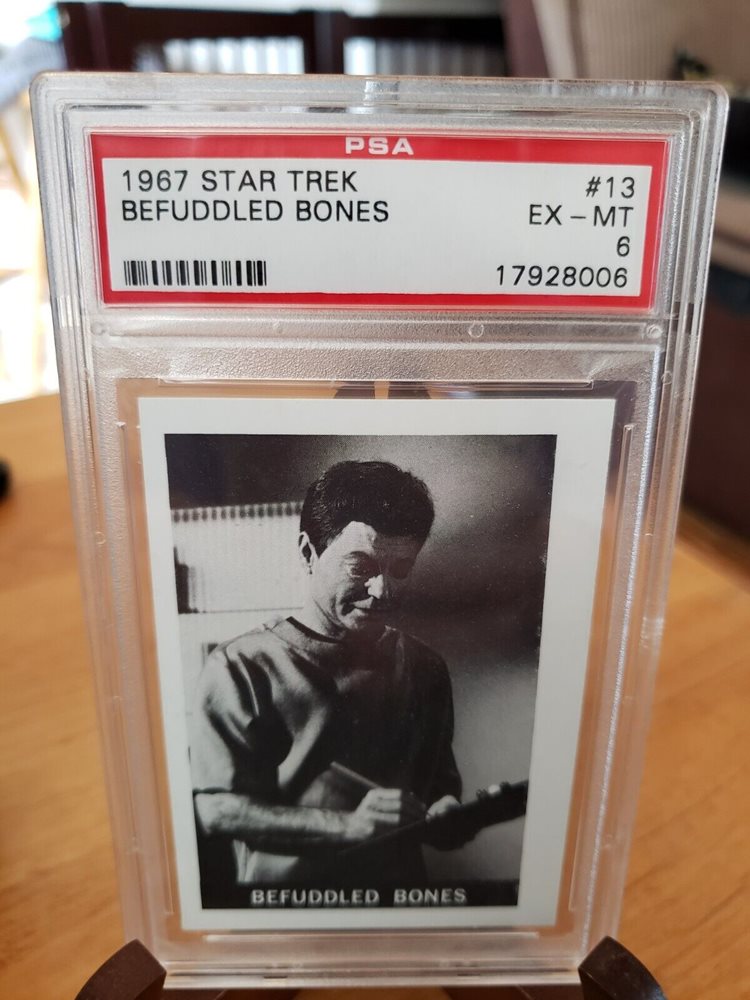 PSA
1967 STAR TREK #13
BEFUDDLED BONES EX-MT
6
17928006
BEFUDDLED BONES